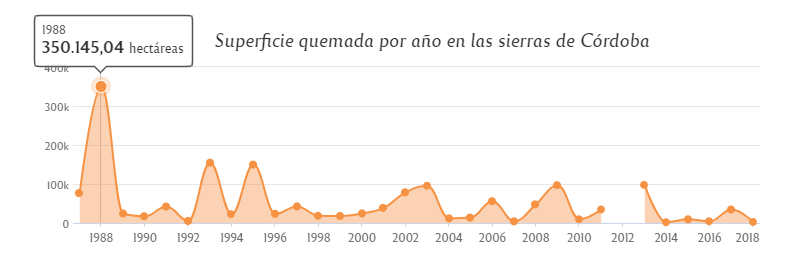 1988
350.145,04 hectáreas
Superficie quemada por año en las sierras de Córdoba
400k
300k
200k
100k
0
1988 1990 1992 1994 1996 1998 2000 2002 2004 2006 2008 2010 2012 2014 2016 2018